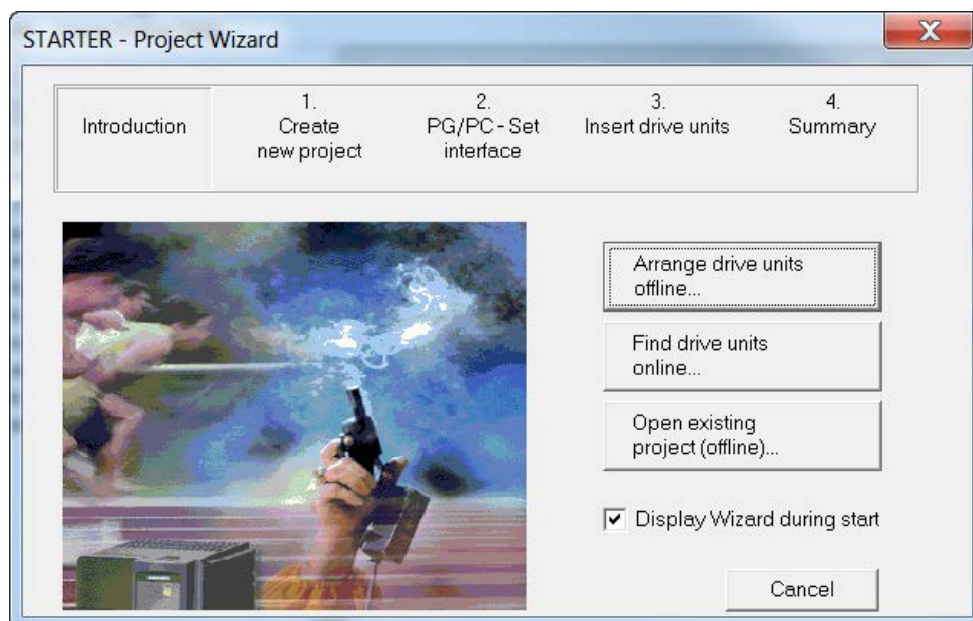 STARTER - Project Wizard
Introduction
1.
Create
new project
2.
PG/PC - Set
interface
3.
Insert drive units
4.
Summary
Arrange drive units
offline...
Find drive units
online...
Open existing
project (offline)...
Display Wizard during start
Cancel